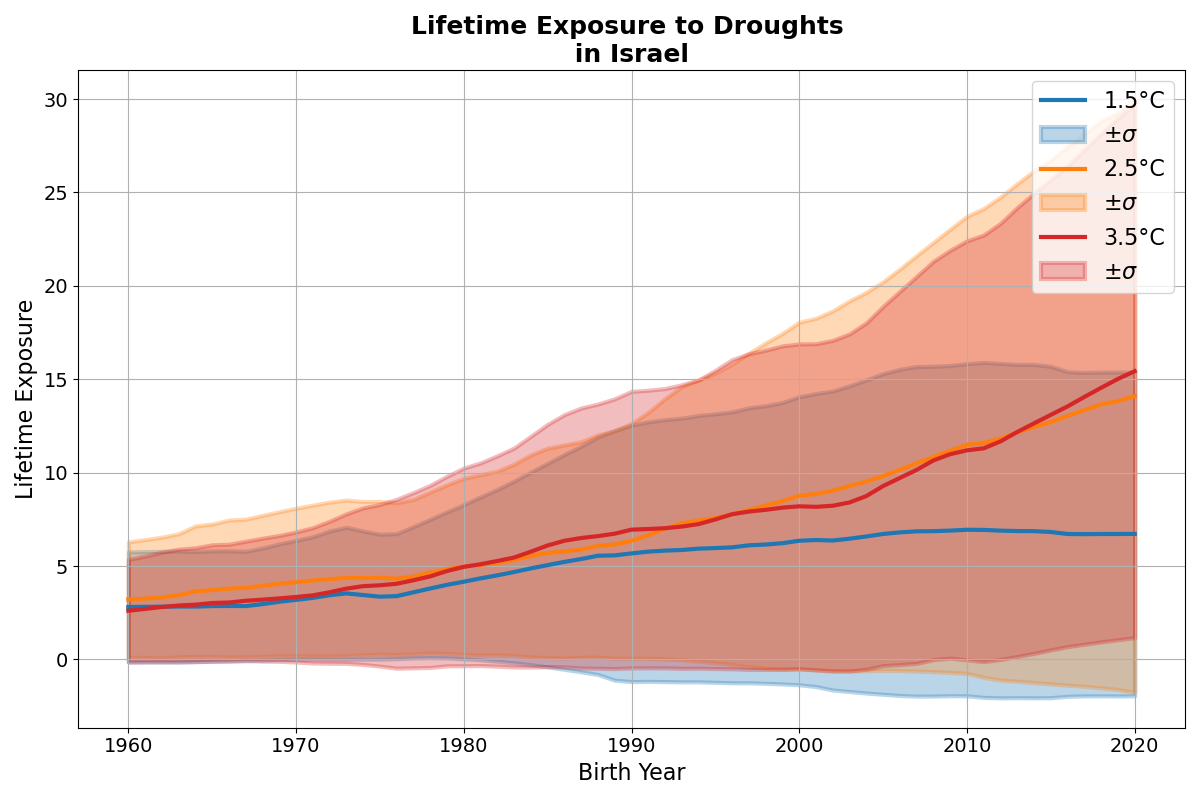 Lifetime Exposure to Droughts
in Israel
Lifetime Exposure
30
25
20
15
10
5
0
1.5°C
±σ
2.5°C
±σ
3.5°C
±σ
1960
1970
1980
1990
2000
2010
2020
Birth Year